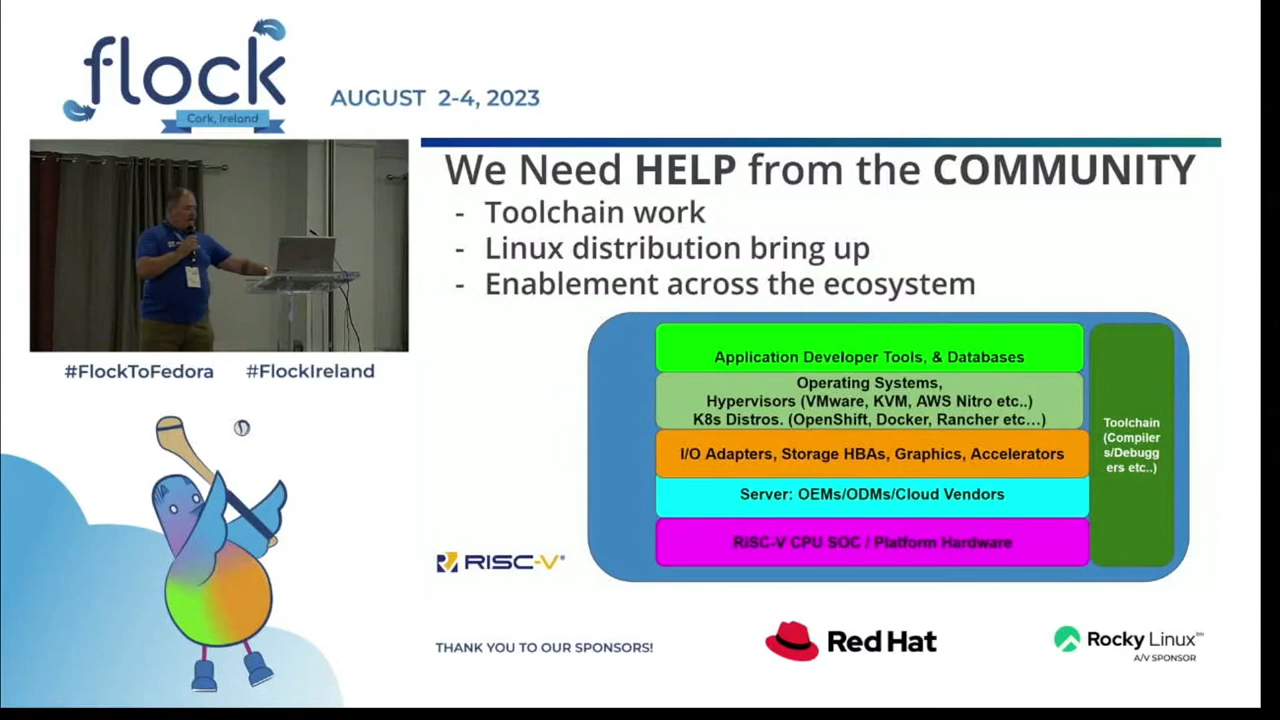 flock
Cork, Ireland
AUGUST 2-4, 2023
#FlockToFedora #FlockIreland
We Need HELP from the COMMUNITY
- Toolchain work
- Linux distribution bring up
- Enablement across the ecosystem
Application Developer Tools, & Databases
Operating Systems,
Hypervisors (VMware, KVM, AWS Nitro etc..)
K8s Distros. (OpenShift, Docker, Rancher etc...)
I/O Adapters, Storage HBAs, Graphics, Accelerators
Server: OEMs/ODMs/Cloud Vendors
RiSC-V CPU SOC / Platform Hardware
Toolchain
(Compiler
s/Debugg
ers etc..)
RISC-V®
THANK YOU TO OUR SPONSORS!
Red Hat
Rocky Linux™
A/V SPONSOR